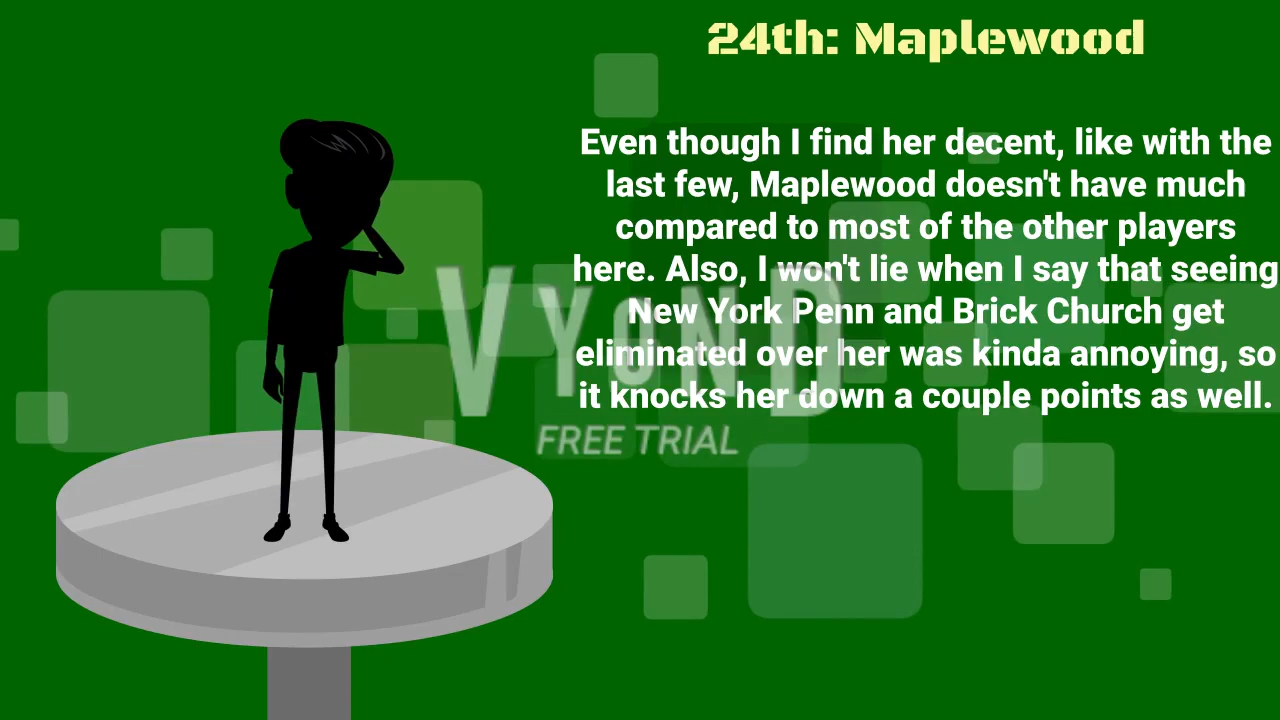 24th: Maplewood
Even though I find her decent, like with the
last few, Maplewood doesn't have much
compared to most of the other players
here. Also, I won't lie when I say that seeing
New York Penn and Brick Church get
eliminated over her was kinda annoying, so
it knocks her down a couple points as well.
VYOND
FREE TRIAL